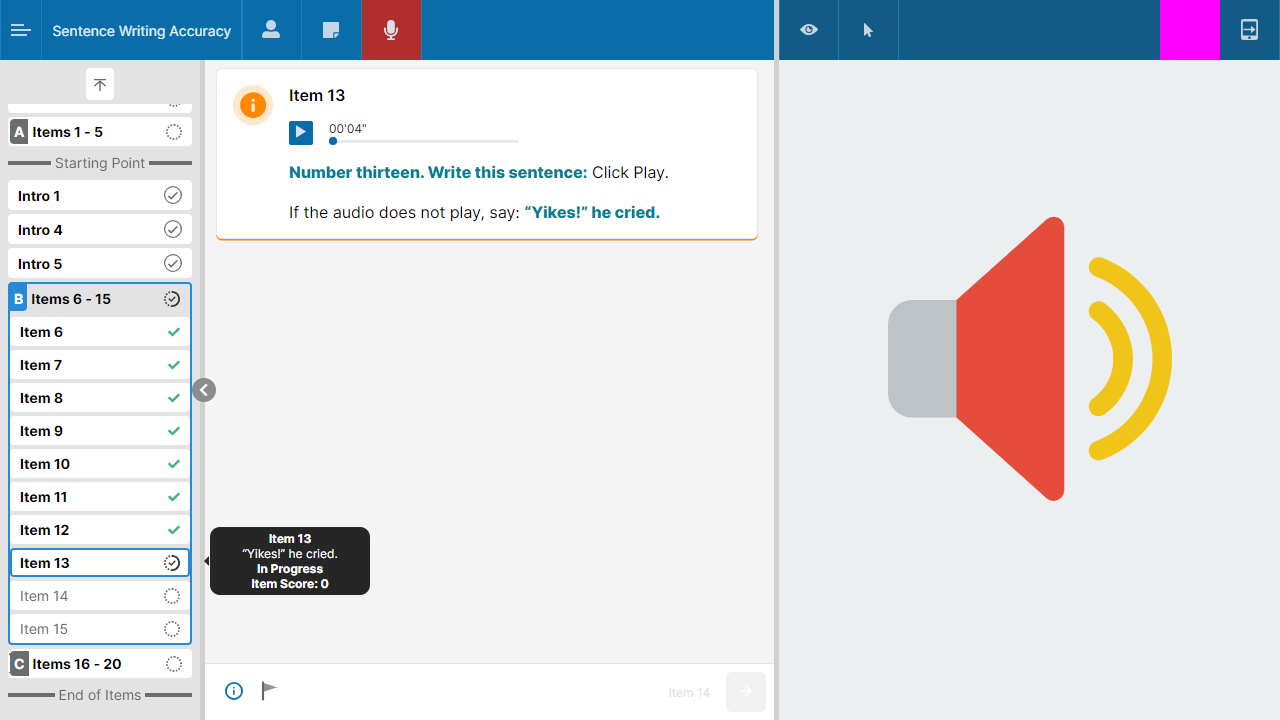 Sentence Writing Accuracy
A Items 1 - 5
Starting Point
Intro 1
Intro 4
Intro 5
B Items 6 - 15
Item 6
Item 7
Item 8
Item 9
Item 10
Item 11
Item 12
Item 13
Item 14
Item 15
C Items 16 - 20
End of Items
Item 13
00'04"
Number thirteen. Write this sentence: Click Play.
If the audio does not play, say: “Yikes!” he cried.
Item 13
“Yikes!” he cried.
In Progress
Item Score: 0
Item 14